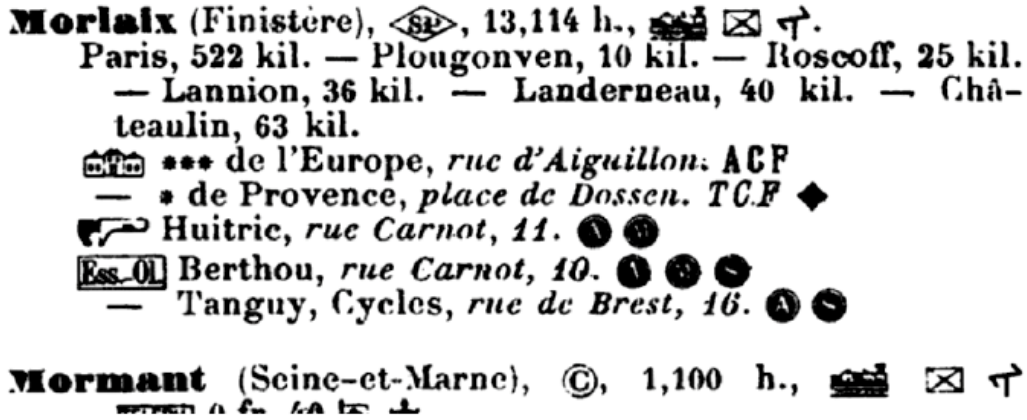 Morlaix (Finistère), SP, 13,114 h.,
Paris, 522 kil. — Plougonven, 10 kil. — Roscoff, 25 kil.
— Lannion, 36 kil. — Landerneau, 40 kil. — Châ-
teaulin, 63 kil.
*** de l'Europe, rue d'Aiguillon. ACF
— * de Provence, place de Dossen. TCF
Huitric, rue Carnot, 11.
Ess_OL Berthou, rue Carnot, 10.
— Tanguy, Cycles, rue de Brest, 16. A
Mormant (Seine-et-Marne), ©, 1,100 h.,